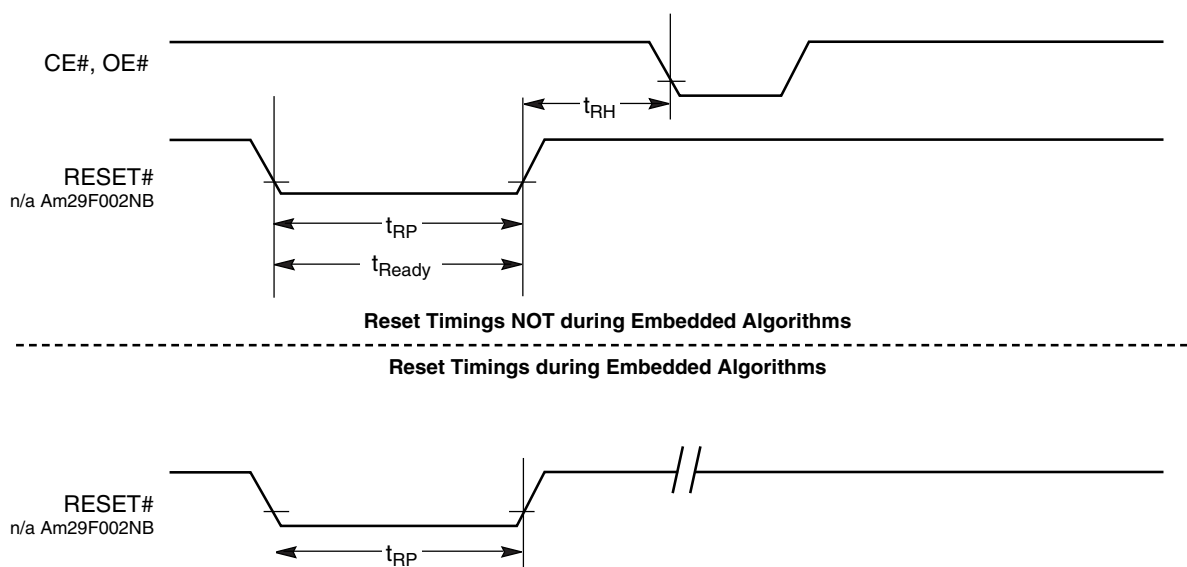 CE#, OE#
tRH
RESET#
n/a Am29F002NB
tRP
tReady
Reset Timings NOT during Embedded Algorithms
Reset Timings during Embedded Algorithms
RESET#
n/a Am29F002NB
tRP